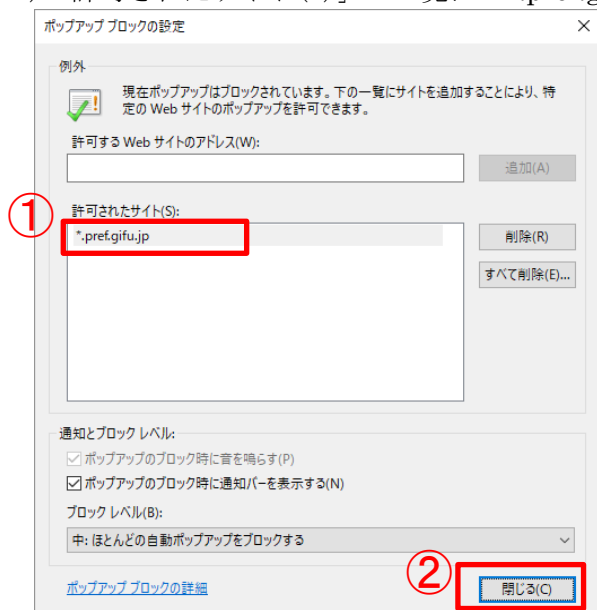 ポップアップ ブロックの設定
例外
現在ポップアップはブロックされています。下の一覧にサイトを追加することにより、特
定の Web サイトのポップアップを許可できます。
許可する Web サイトのアドレス(W):
追加(A)
①
許可されたサイト(S):
*.pref.gifu.jp
削除(R)
すべて削除(E)...
通知とブロック レベル:
ポップアップのブロック時に音を鳴らす(P)
ポップアップのブロック時に通知バーを表示する(N)
ブロック レベル(B):
中: ほとんどの自動ポップアップをブロックする
ポップアップ ブロックの詳細
②
閉じる(C)